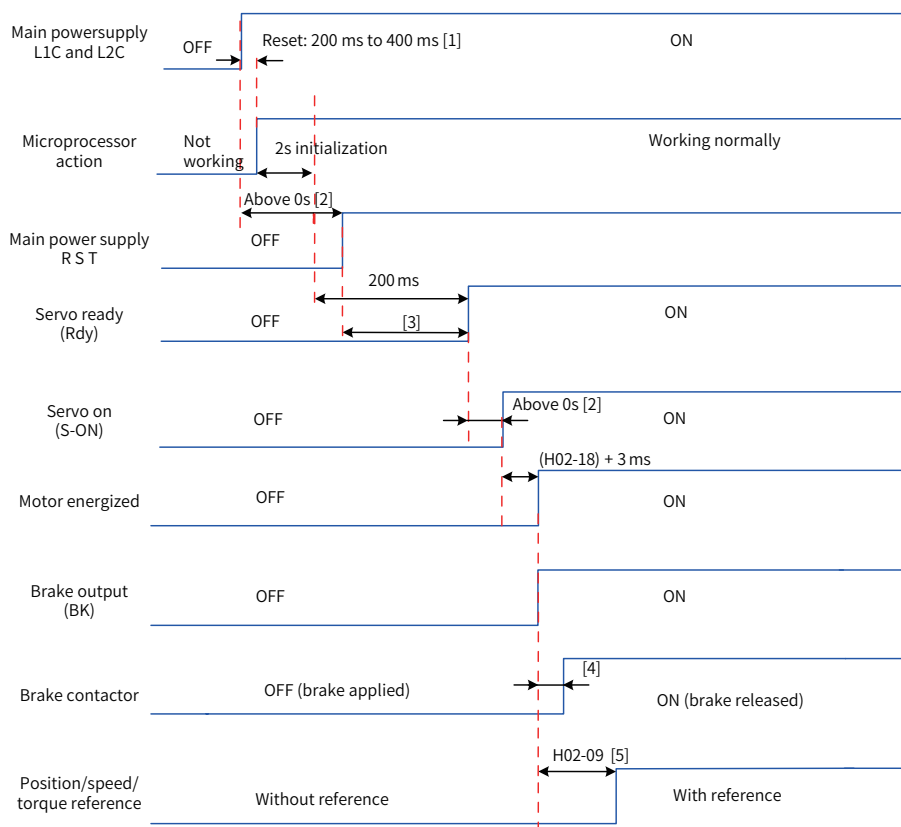 Main powersupply
L1C and L2C
OFF
Reset: 200 ms to 400 ms [1]
ON
Microprocessor
action
Not
working
2s initialization
Working normally
Above 0s [2]
Main power supply
R S T
OFF
200 ms
Servo ready
(Rdy)
OFF
[3]
ON
Servo on
(S-ON)
OFF
Above 0s [2]
ON
(H02-18) + 3 ms
Motor energized
OFF
ON
Brake output
(BK)
OFF
ON
Brake contactor
OFF (brake applied)
[4]
ON (brake released)
H02-09 [5]
Position/speed/
torque reference
Without reference
With reference